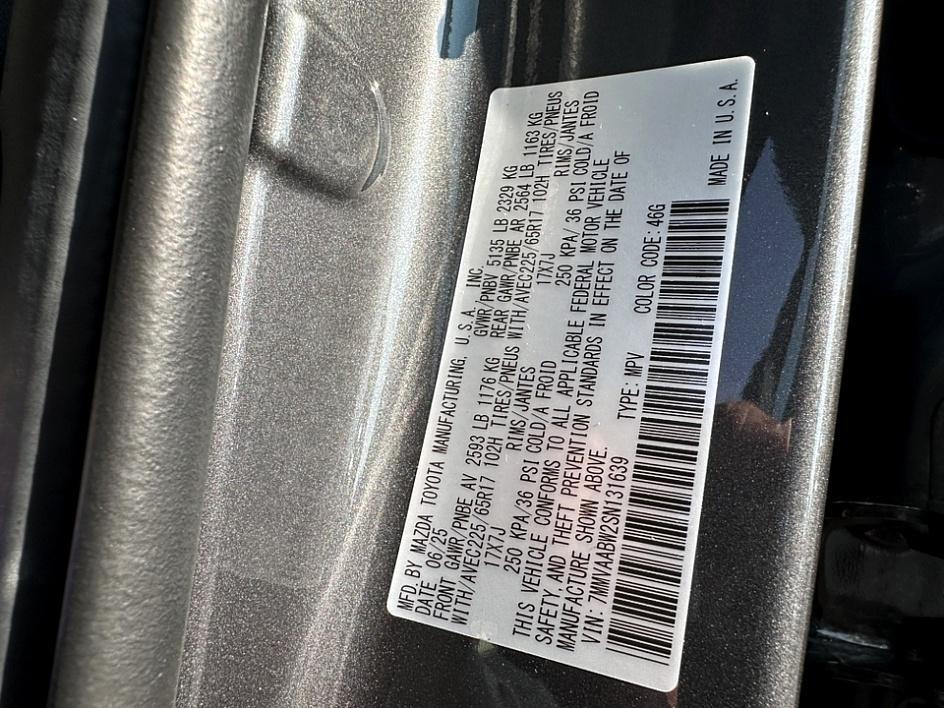 MFD. BY MAZDA TOYOTA MANUFACTURING, U.S.A. INC.
DATE 06/25 GVWR/PNBV 5135 LB 2329 KG
FRONT GAWR/PNBE AV 2593 LB 1176 KG REAR GAWR/PNBE AR 2564 LB 1163 KG
WITH/AVEC225/65R17 102H TIRES/PNEUS WITH/AVEC225/65R17 102H TIRES/PNEUS
17X7J RIMS/JANTES 17X7J RIMS/JANTES
250 KPA/ 36 PSI COLD/A FROID 250 KPA/ 36 PSI COLD/A FROID
THIS VEHICLE CONFORMS TO ALL APPLICABLE FEDERAL MOTOR VEHICLE
SAFETY AND THEFT PREVENTION STANDARDS IN EFFECT ON THE DATE OF
MANUFACTURE SHOWN ABOVE.
VIN: 7MM1AABW2SN131639 TYPE: MPV COLOR CODE: 46G
MADE IN U.S.A.